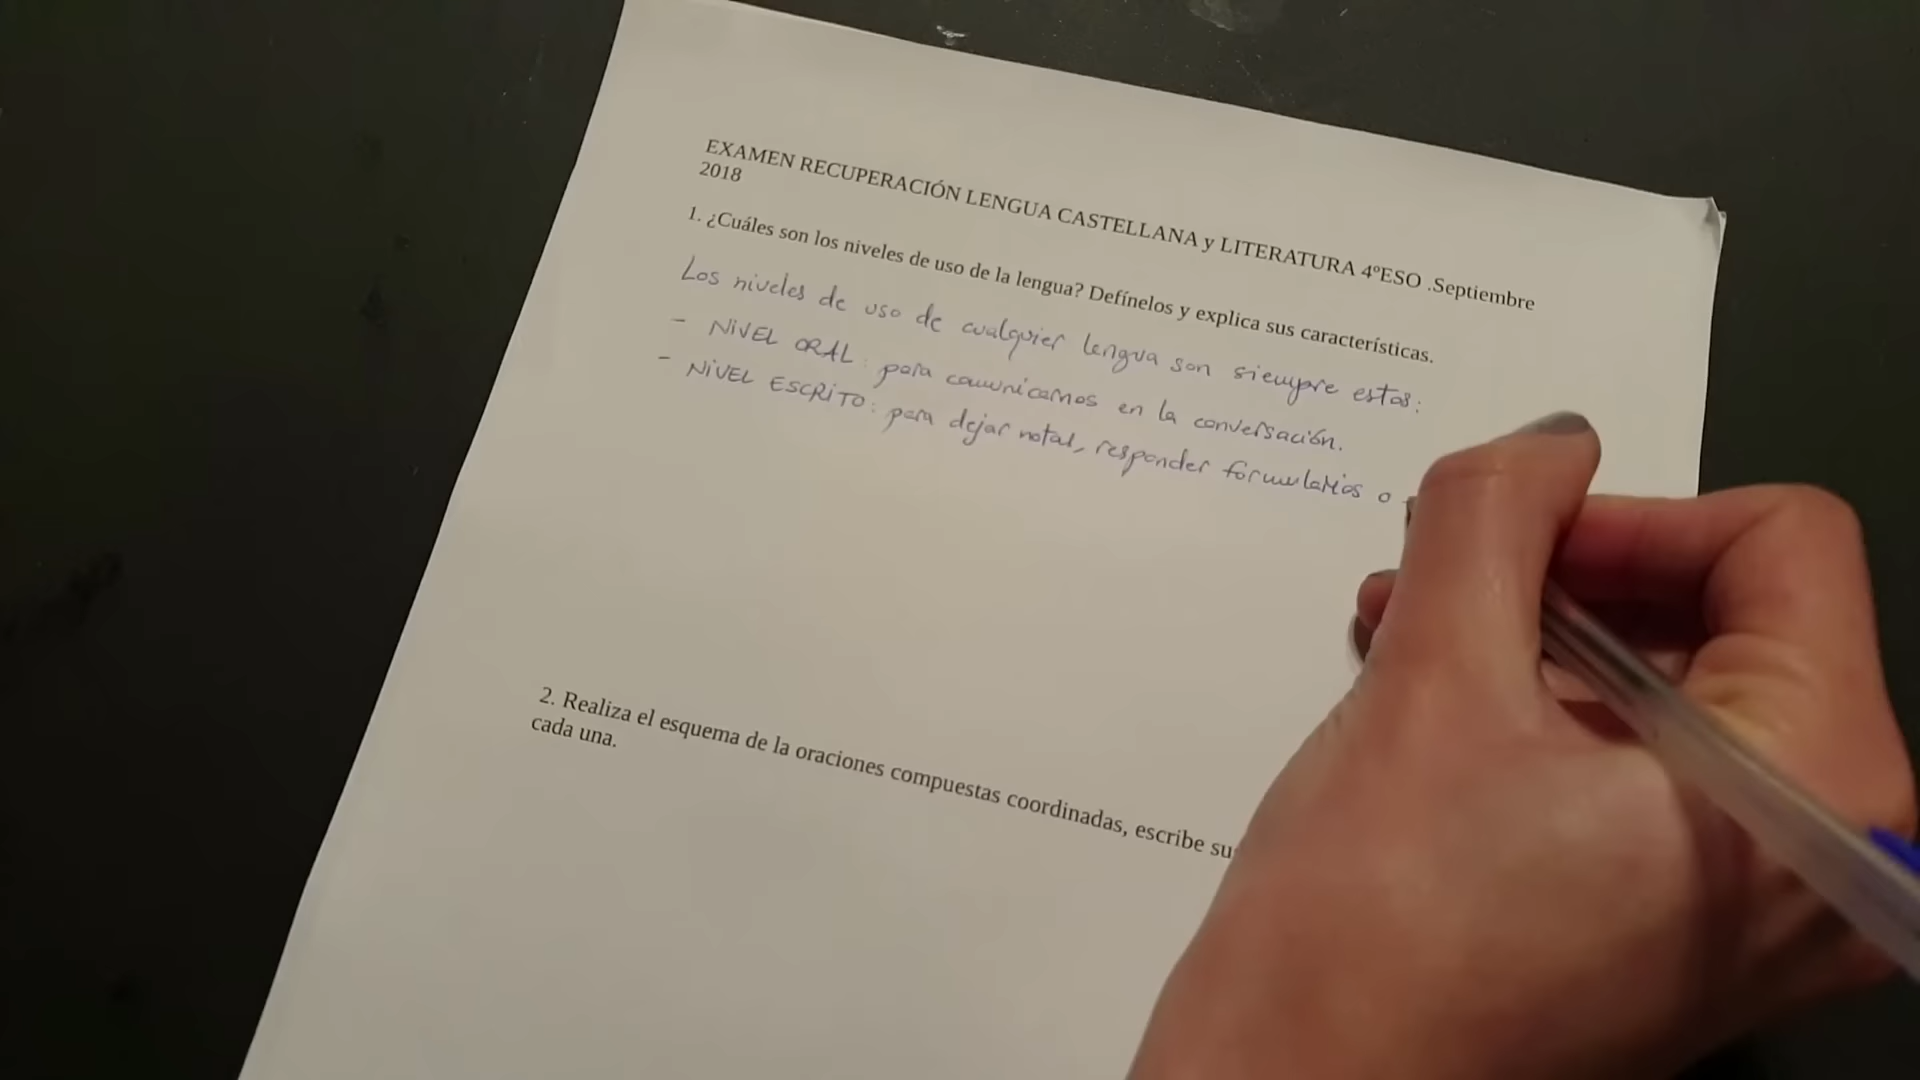 EXAMEN RECUPERACIÓN LENGUA CASTELLANA y LITERATURA 4ºESO .Septiembre
2018
1. ¿Cuáles son los niveles de uso de la lengua? Defínelos y explica sus características.
Los niveles de uso de cualquier lengua son siempre estos:
- NIVEL ORAL: para comunicarnos en la conversación.
- NIVEL ESCRITO: para dejar notas, responder formularios o
2. Realiza el esquema de la oraciones compuestas coordinadas, escribe su
cada una.